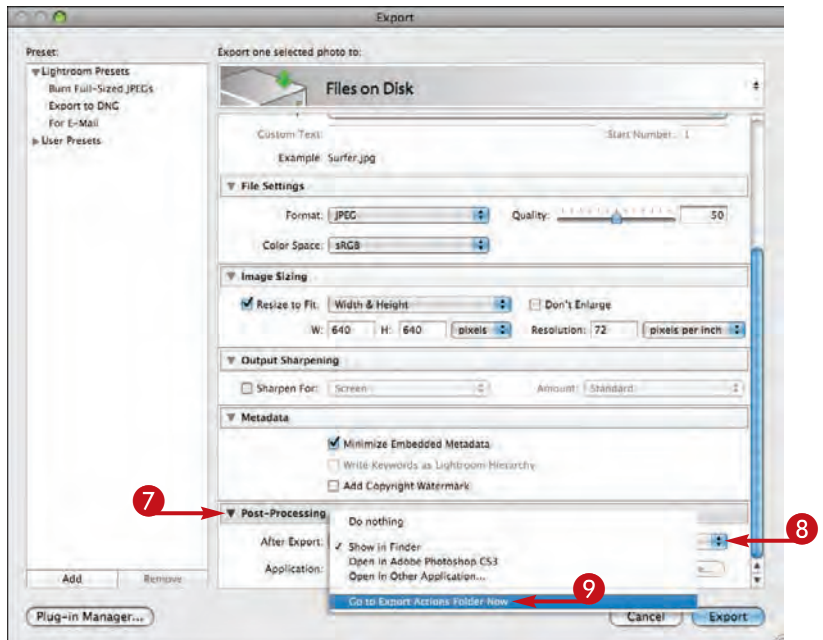 Export
Preset:
Export one selected photo to:
▼Lightroom Presets
Burn Full-Sized JPEGs
Export to DNG
For E-Mail
▶User Presets
Files on Disk
Custom Text:
Start Number: 1
Example: Surfer.jpg
▼ File Settings
Format: JPEG
Quality: 50
Color Space: sRGB
▼ Image Sizing
Resize to Fit: Width & Height
Don't Enlarge
W: 640 H: 640 pixels Resolution: 72 pixels per inch
▼ Output Sharpening
Sharpen For: Screen Amount: Standard
▼ Metadata
Minimize Embedded Metadata
Write Keywords as Lightroom Hierarchy
Add Copyright Watermark
7
▼ Post-Processing
Do nothing
After Export:
✓ Show in Finder
8
Open in Adobe Photoshop CS3
Application:
Open in Other Application...
Add Remove
Go to Export Actions Folder Now
9
Plug-in Manager...
Cancel Export